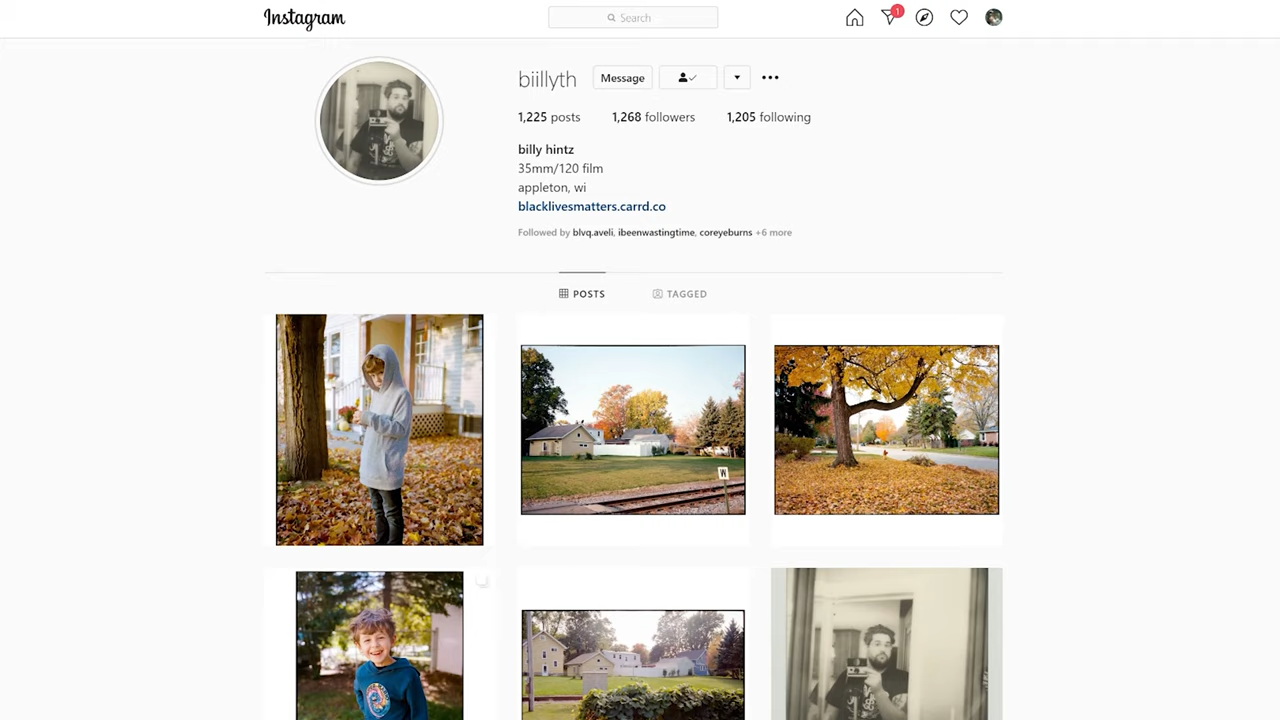 Instagram
Search
1
biillyth
Message
1,225 posts 1,268 followers 1,205 following
billy hintz
35mm/120 film
appleton, wi
blacklivesmatters.carrd.co
Followed by blvq.aveli, ibeenwastingtime, coreyeburns +6 more
POSTS TAGGED
W